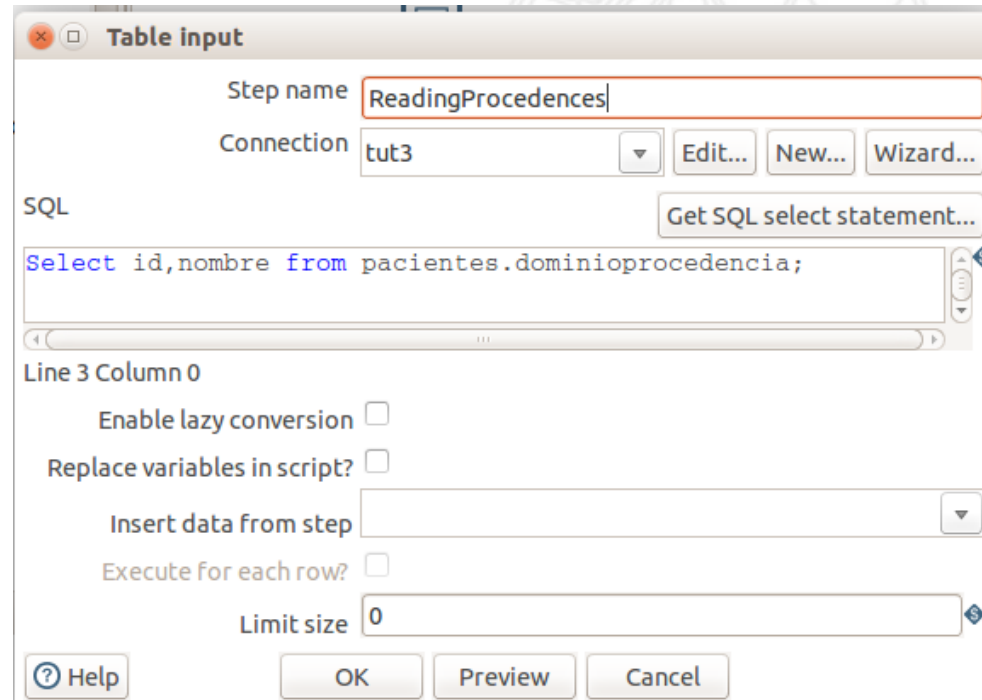 Table input
Step name ReadingProcedences
Connection tut3 Edit... New... Wizard...
SQL Get SQL select statement...
Select id,nombre from pacientes.dominioprocedencia;
Line 3 Column 0
Enable lazy conversion
Replace variables in script?
Insert data from step
Execute for each row?
Limit size 0
Help OK Preview Cancel